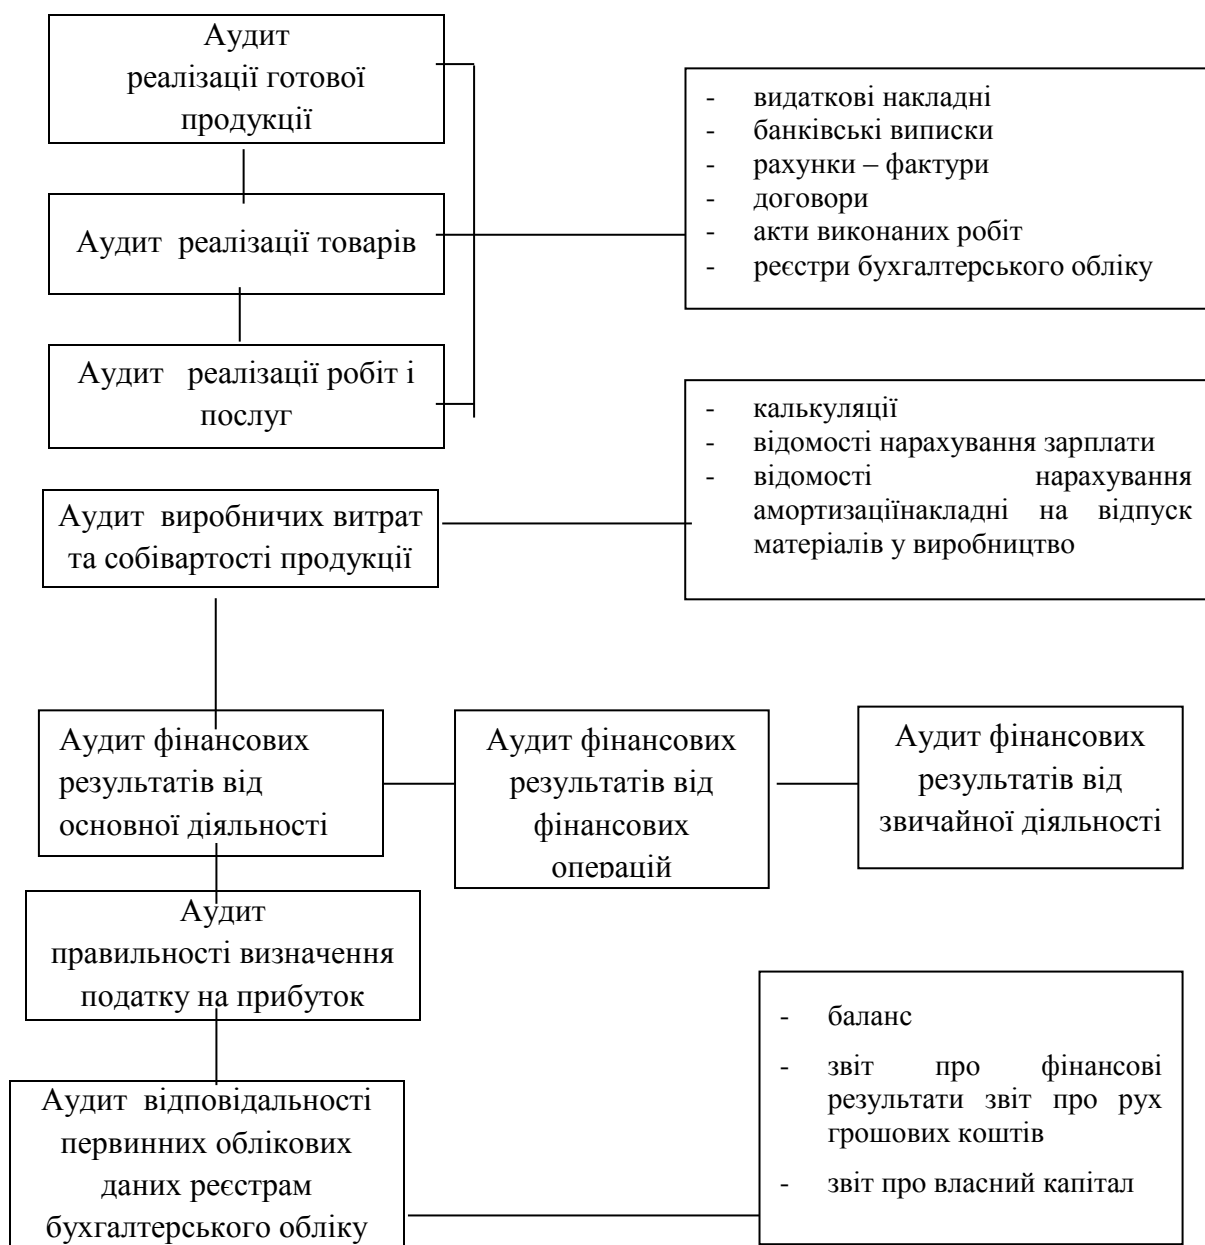 Аудит
реалізації готової
продукції
- видаткові накладні
- банківські виписки
- рахунки – фактури
- договори
- акти виконаних робіт
- реєстри бухгалтерського обліку
Аудит реалізації товарів
Аудит реалізації робіт і
послуг
- калькуляції
- відомості нарахування зарплати
- відомості нарахування
амортизаціїнакладні на відпуск
матеріалів у виробництво
Аудит виробничих витрат
та собівартості продукції
Аудит фінансових
результатів від
основної діяльності
Аудит фінансових
результатів від
фінансових
операцій
Аудит фінансових
результатів від
звичайної діяльності
Аудит
правильності визначення
податку на прибуток
- баланс
- звіт про фінансові
результати звіт про рух
грошових коштів
- звіт про власний капітал
Аудит відповідальності
первинних облікових
даних реєстрам
бухгалтерського обліку